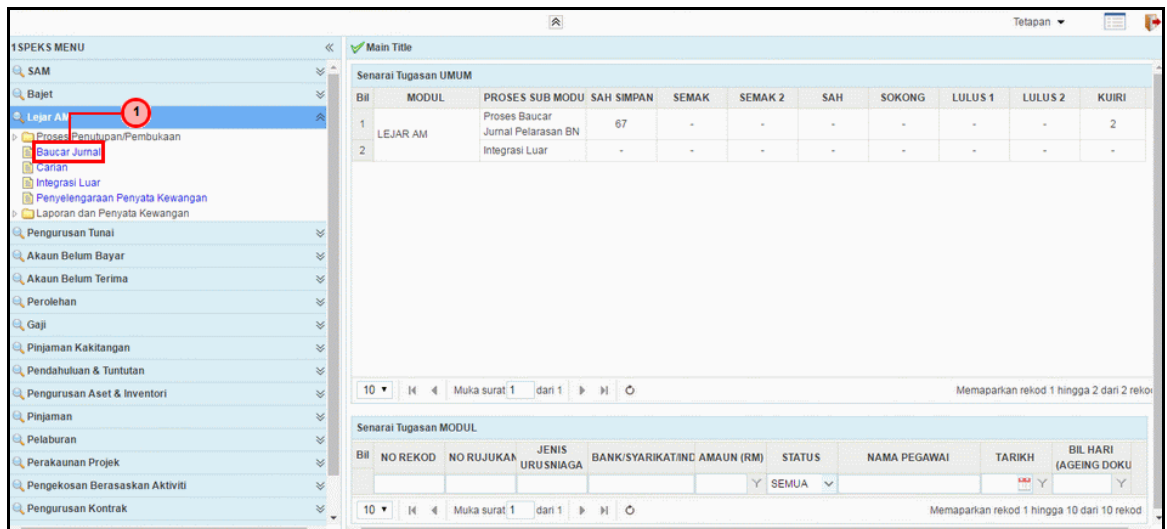 Tetapan
1SPEKS MENU
SAM
Bajet
Lejar AM
1
Proses Penutupan/Pembukaan
Baucar Jurnal
Carian
Integrasi Luar
Penyelengaraan Penyata Kewangan
Laporan dan Penyata Kewangan
Pengurusan Tunai
Akaun Belum Bayar
Akaun Belum Terima
Perolehan
Gaji
Pinjaman Kakitangan
Pendahuluan & Tuntutan
Pengurusan Aset & Inventori
Pinjaman
Pelaburan
Perakaunan Projek
Pengekosan Berasaskan Aktiviti
Pengurusan Kontrak
Main Title
Senarai Tugasan UMUM
Bil MODUL PROSES SUB MODU SAH SIMPAN SEMAK SEMAK 2 SAH SOKONG LULUS 1 LULUS 2 KUIRI
1 LEJAR AM Proses Baucar Jurnal Pelarasan BN 67 - - - - - - 2
2 Integrasi Luar - - - - - - - -
10 Muka surat 1 dari 1 Memaparkan rekod 1 hingga 2 dari 2 reko
Senarai Tugasan MODUL
Bil NO REKOD NO RUJUKAN JENIS URUSNIAGA BANK/SYARIKAT/IND AMAUN (RM) STATUS NAMA PEGAWAI TARIKH BIL HARI (AGEING DOKU
SEMUA
10 Muka surat 1 dari 1 Memaparkan rekod 1 hingga 10 dari 10 rekod